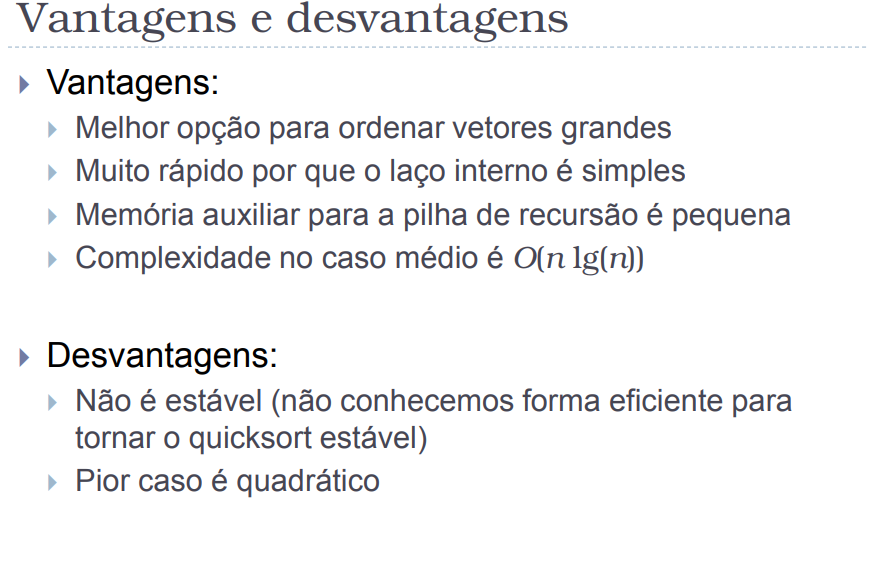 Vantagens e desvantagens
Vantagens:
Melhor opção para ordenar vetores grandes
Muito rápido por que o laço interno é simples
Memória auxiliar para a pilha de recursão é pequena
Complexidade no caso médio é O(n lg(n))
Desvantagens:
Não é estável (não conhecemos forma eficiente para
tornar o quicksort estável)
Pior caso é quadrático